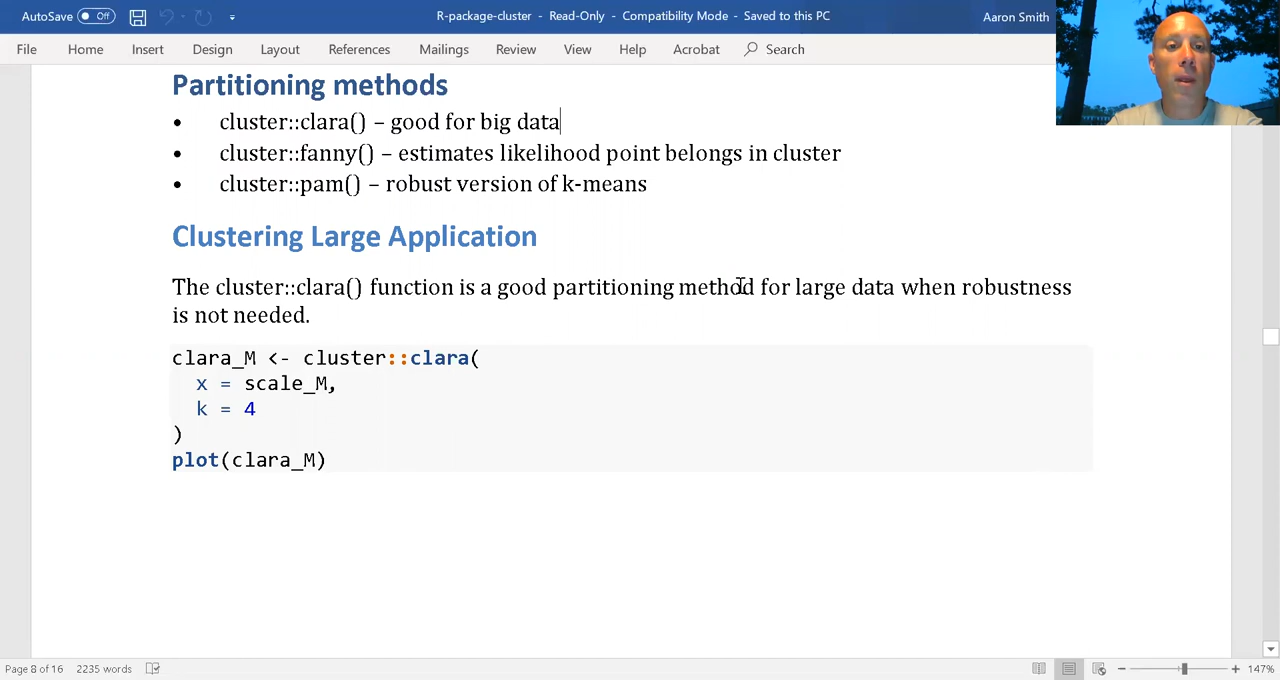 AutoSave Off R-package-cluster - Read-Only - Compatibility Mode - Saved to this PC Aaron Smith
File Home Insert Design Layout References Mailings Review View Help Acrobat Search
Partitioning methods
• cluster::clara() – good for big data
• cluster::fanny() – estimates likelihood point belongs in cluster
• cluster::pam() – robust version of k-means
Clustering Large Application
The cluster::clara() function is a good partitioning method for large data when robustness
is not needed.
clara_M <- cluster::clara(
x = scale_M,
k = 4
)
plot(clara_M)
Page 8 of 16 2235 words 147%